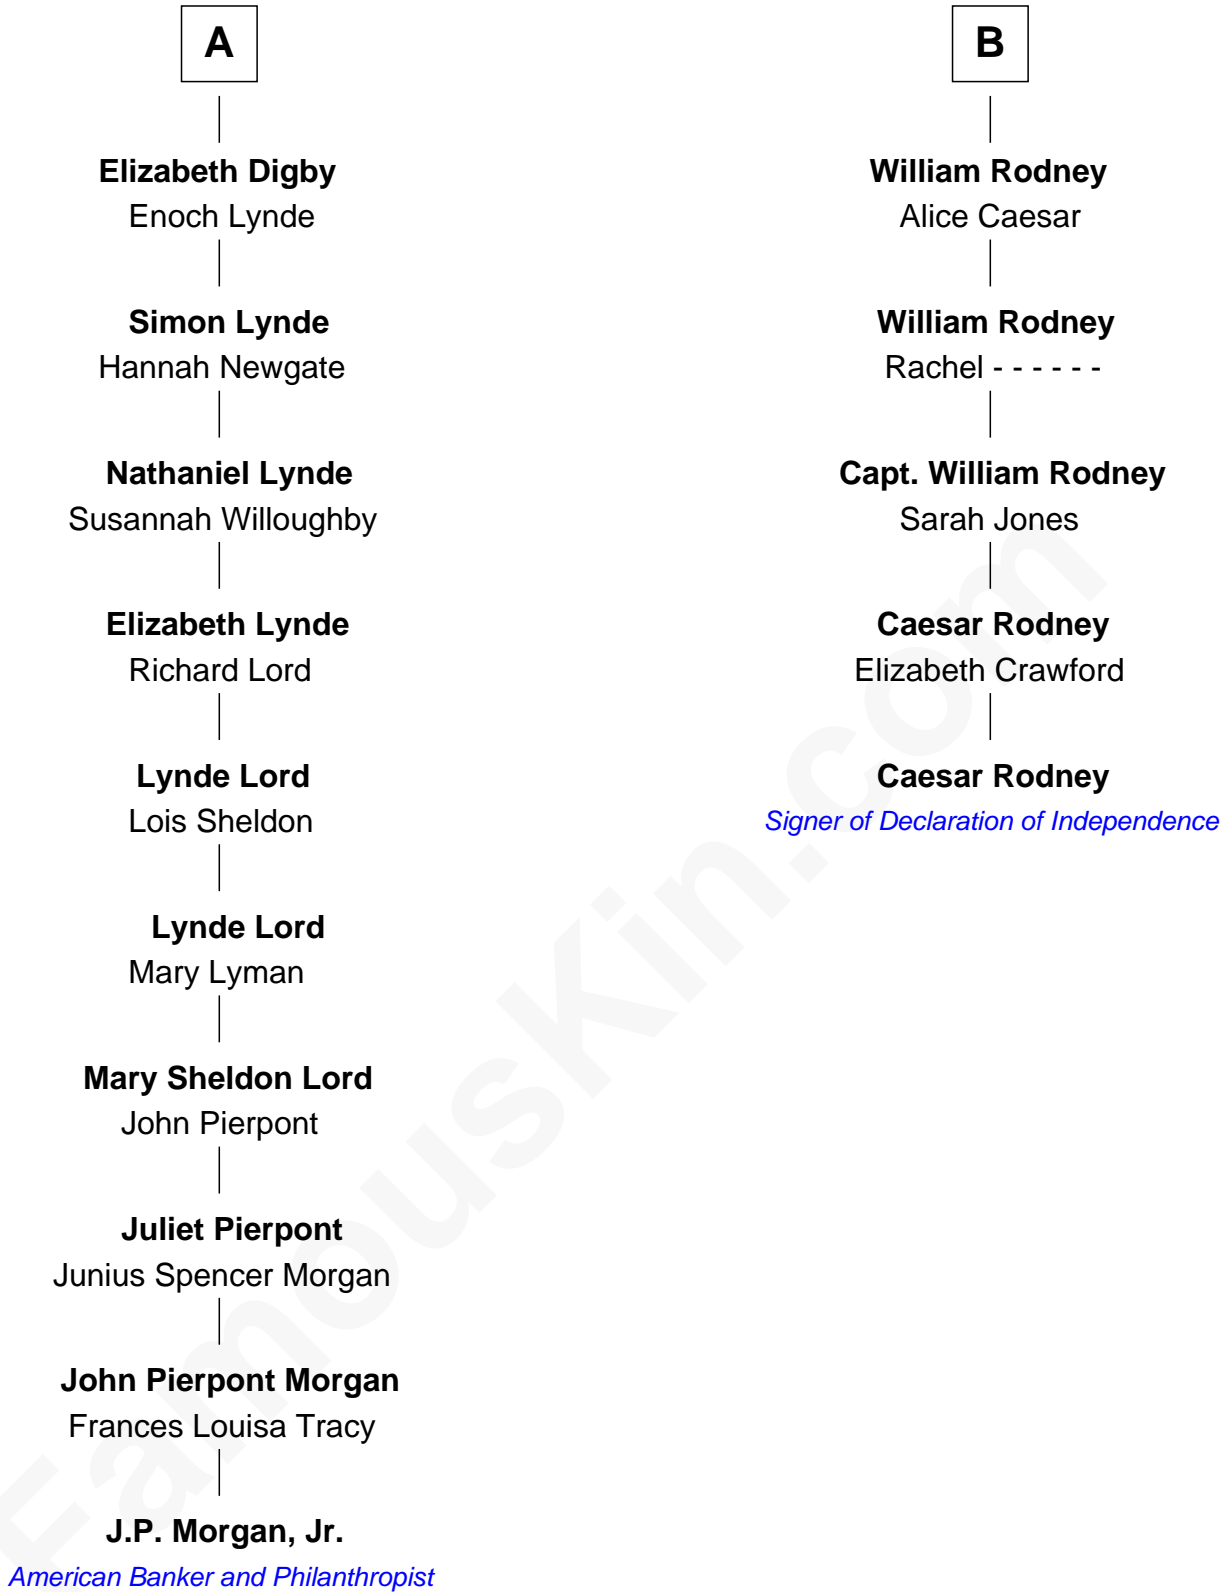 A
Elizabeth Digby
Enoch Lynde
Simon Lynde
Hannah Newgate
Nathaniel Lynde
Susannah Willoughby
Elizabeth Lynde
Richard Lord
Lynde Lord
Lois Sheldon
Lynde Lord
Mary Lyman
Mary Sheldon Lord
John Pierpont
Juliet Pierpont
Junius Spencer Morgan
John Pierpont Morgan
Frances Louisa Tracy
J.P. Morgan, Jr.
American Banker and Philanthropist
B
William Rodney
Alice Caesar
William Rodney
Rachel - - - - - -
Capt. William Rodney
Sarah Jones
Caesar Rodney
Elizabeth Crawford
Caesar Rodney
Signer of Declaration of Independence
FamousKin.com